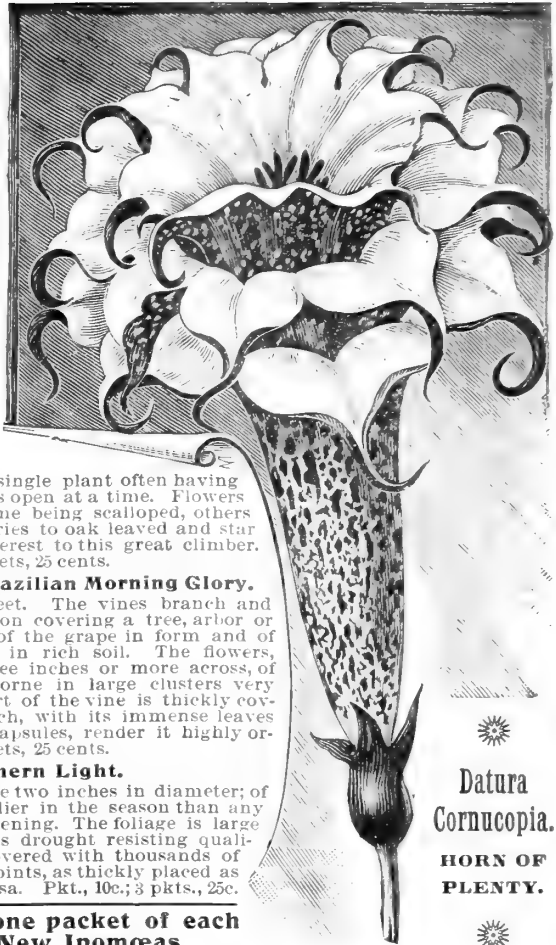 single plant often having
s open at a time. Flowers
me being scalloped, others
ries to oak leaved and star
erest to this great climber.
ets, 25 cents.
azilian Morning Glory.
eet. The vines branch and
on covering a tree, arbor or
of the grape in form and of
in rich soil. The flowers,
ee inches or more across, of
orne in large clusters very
rt of the vine is thickly cov-
ch, with its immense leaves
apsules, render it highly or-
ets, 25 cents.
hern Light.
e two inches in diameter; of
lier in the season than any
ening. The foliage is large
s drought resisting quali-
vered with thousands of
oints, as thickly placed as
sa. Pkt., 10c.; 3 pkts., 25c.
one packet of each
New Ipomœas
Datura
Cornucopia.
HORN OF
PLENTY.